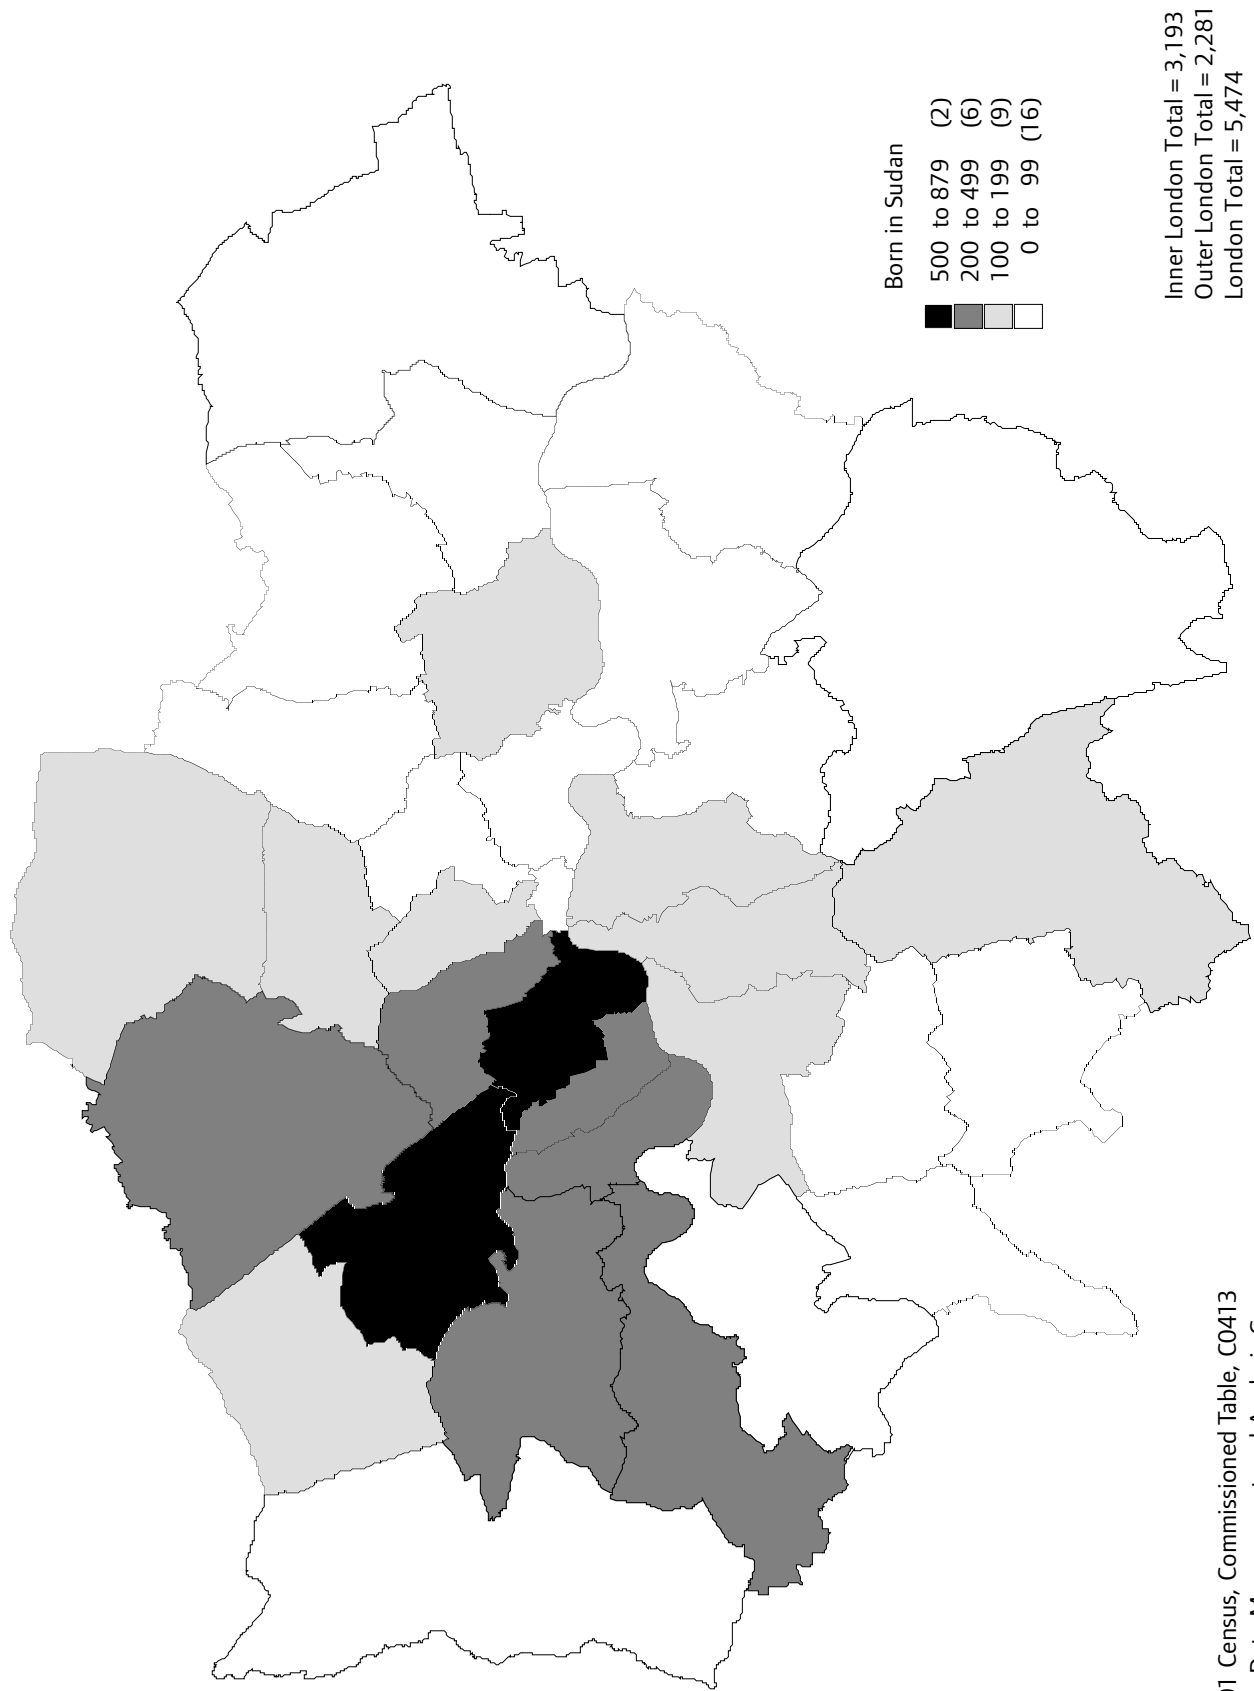 Born in Sudan
500 to 879 (2)
200 to 499 (6)
100 to 199 (9)
0 to 99 (16)
Inner London Total = 3,193
Outer London Total = 2,281
London Total = 5,474
Census, Commissioned Table, C0413